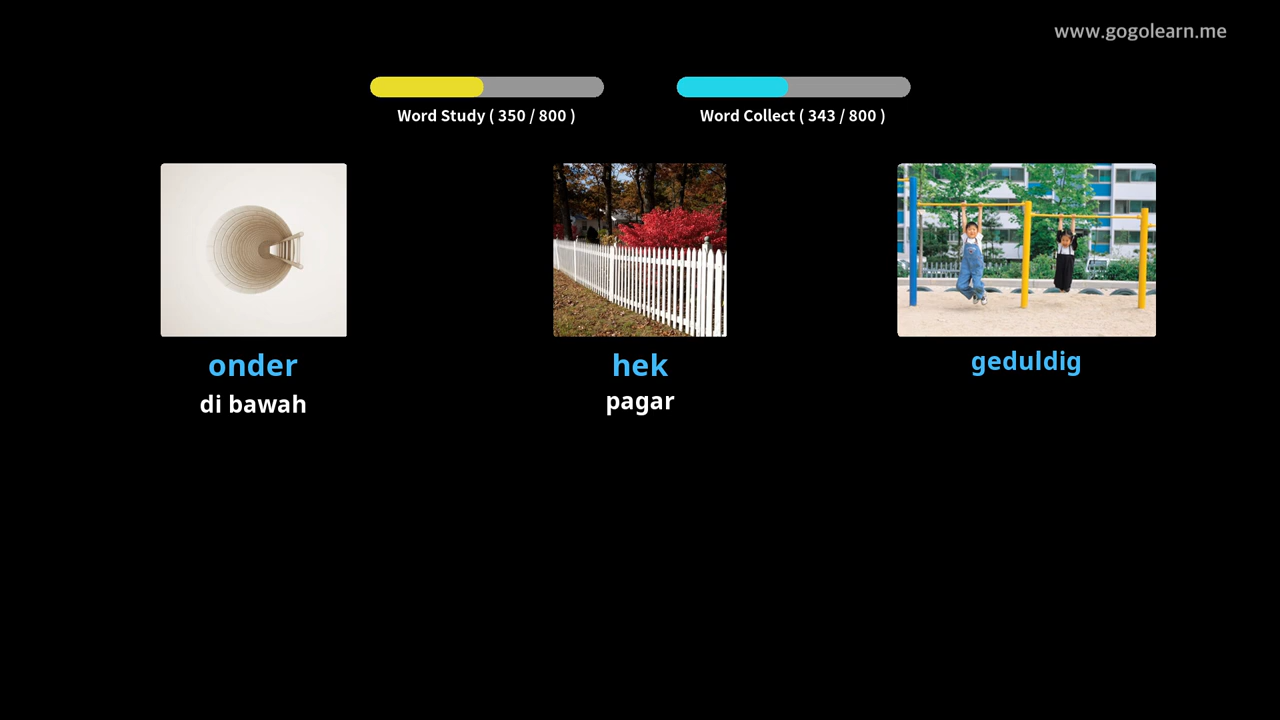 www.gogolearn.me
Word Study ( 350 / 800 )
Word Collect ( 343 / 800 )
onder
di bawah
hek
pagar
geduldig